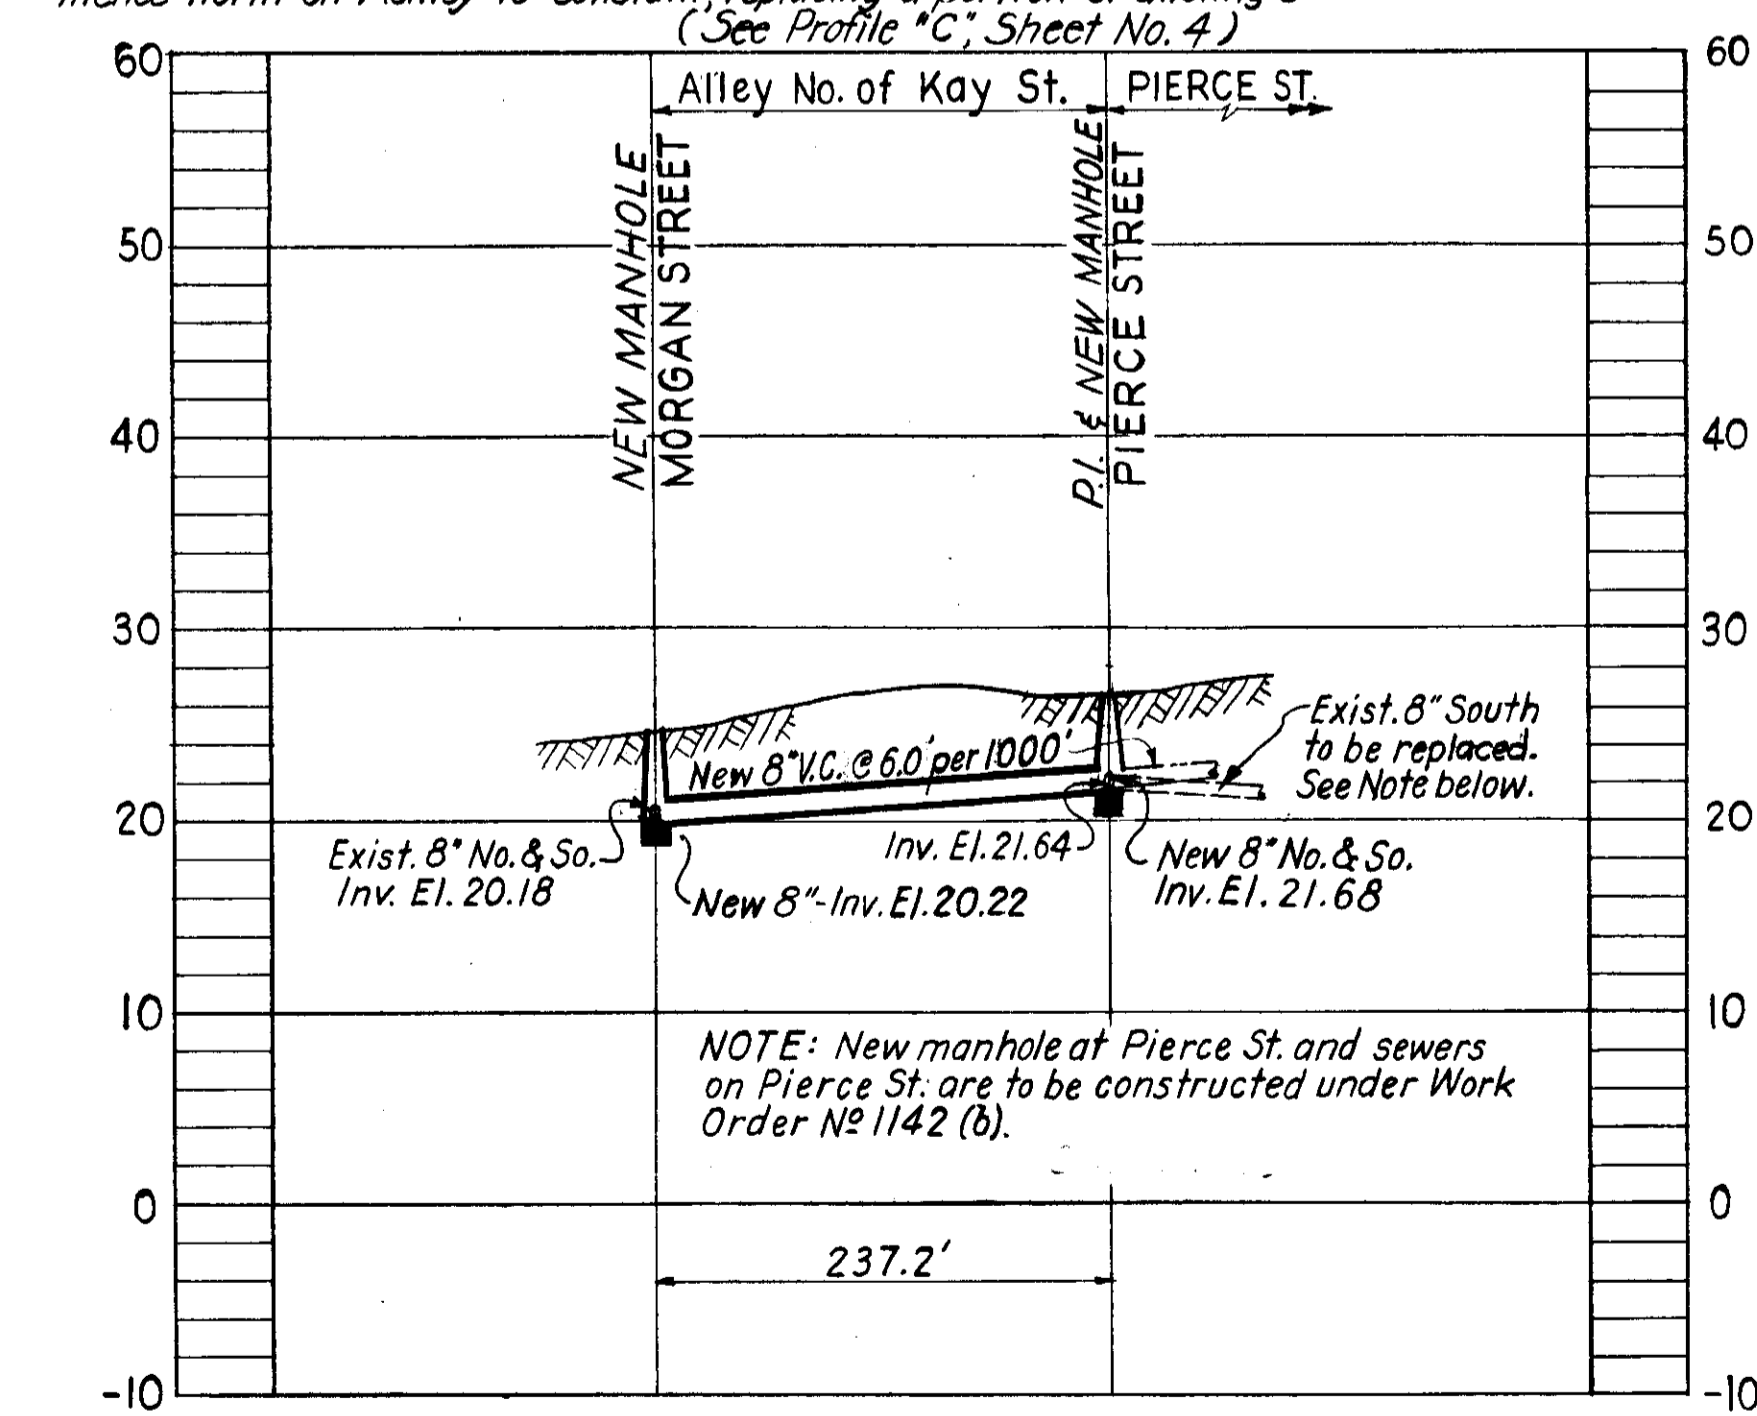 (See Profile "C", Sheet No. 4)
60
60
Alley No. of Kay St.
PIERCE ST.
NEW MANHOLE
MORGAN STREET
P.I. & NEW MANHOLE
PIERCE STREET
50
50
40
40
30
30
Exist. 8" South
to be replaced.
See Note below.
New 8" V.C. @ 6.0' per 1000'
20
20
Exist. 8" No. & So.
Inv. El. 20.18
New 8"-Inv. El. 20.22
Inv. El. 21.64
New 8" No. & So.
Inv. El. 21.68
10
10
NOTE: New manhole at Pierce St. and sewers
on Pierce St. are to be constructed under Work
Order Nº 1142 (b).
0
0
237.2'
-10
-10